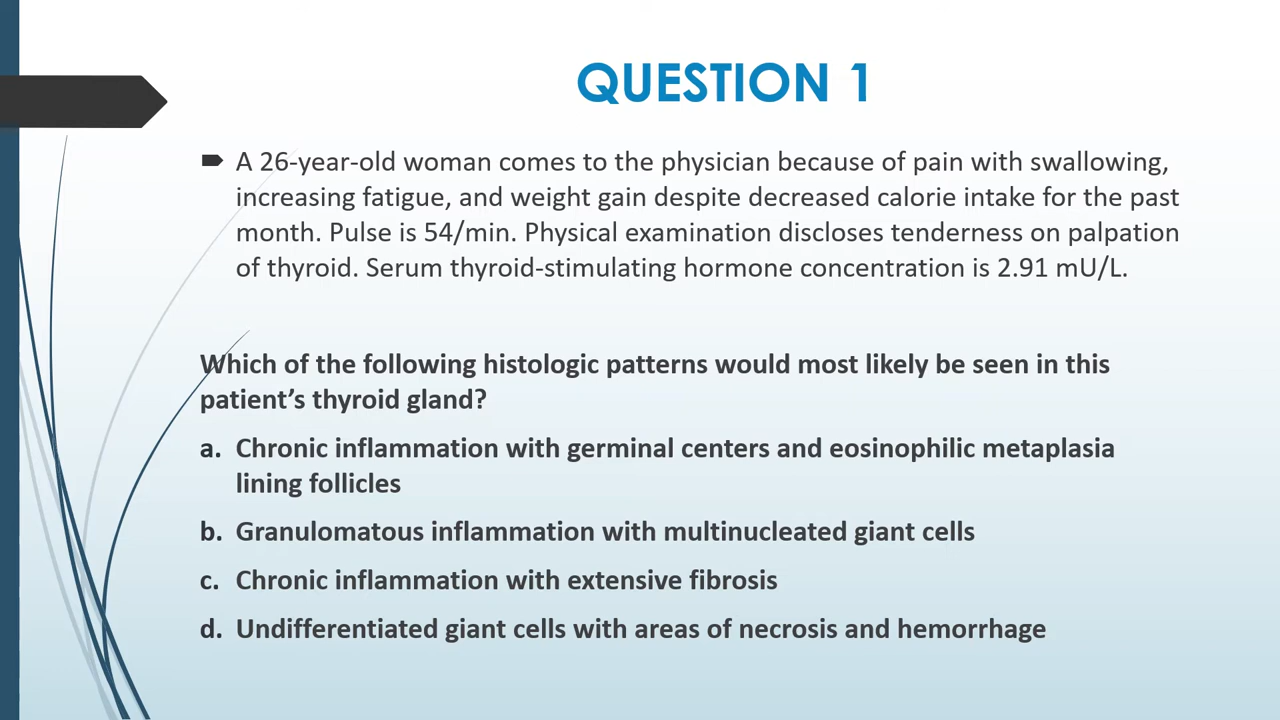 QUESTION 1
A 26-year-old woman comes to the physician because of pain with swallowing,
increasing fatigue, and weight gain despite decreased calorie intake for the past
month. Pulse is 54/min. Physical examination discloses tenderness on palpation
of thyroid. Serum thyroid-stimulating hormone concentration is 2.91 mU/L.
Which of the following histologic patterns would most likely be seen in this
patient's thyroid gland?
a. Chronic inflammation with germinal centers and eosinophilic metaplasia
lining follicles
b. Granulomatous inflammation with multinucleated giant cells
c. Chronic inflammation with extensive fibrosis
d. Undifferentiated giant cells with areas of necrosis and hemorrhage